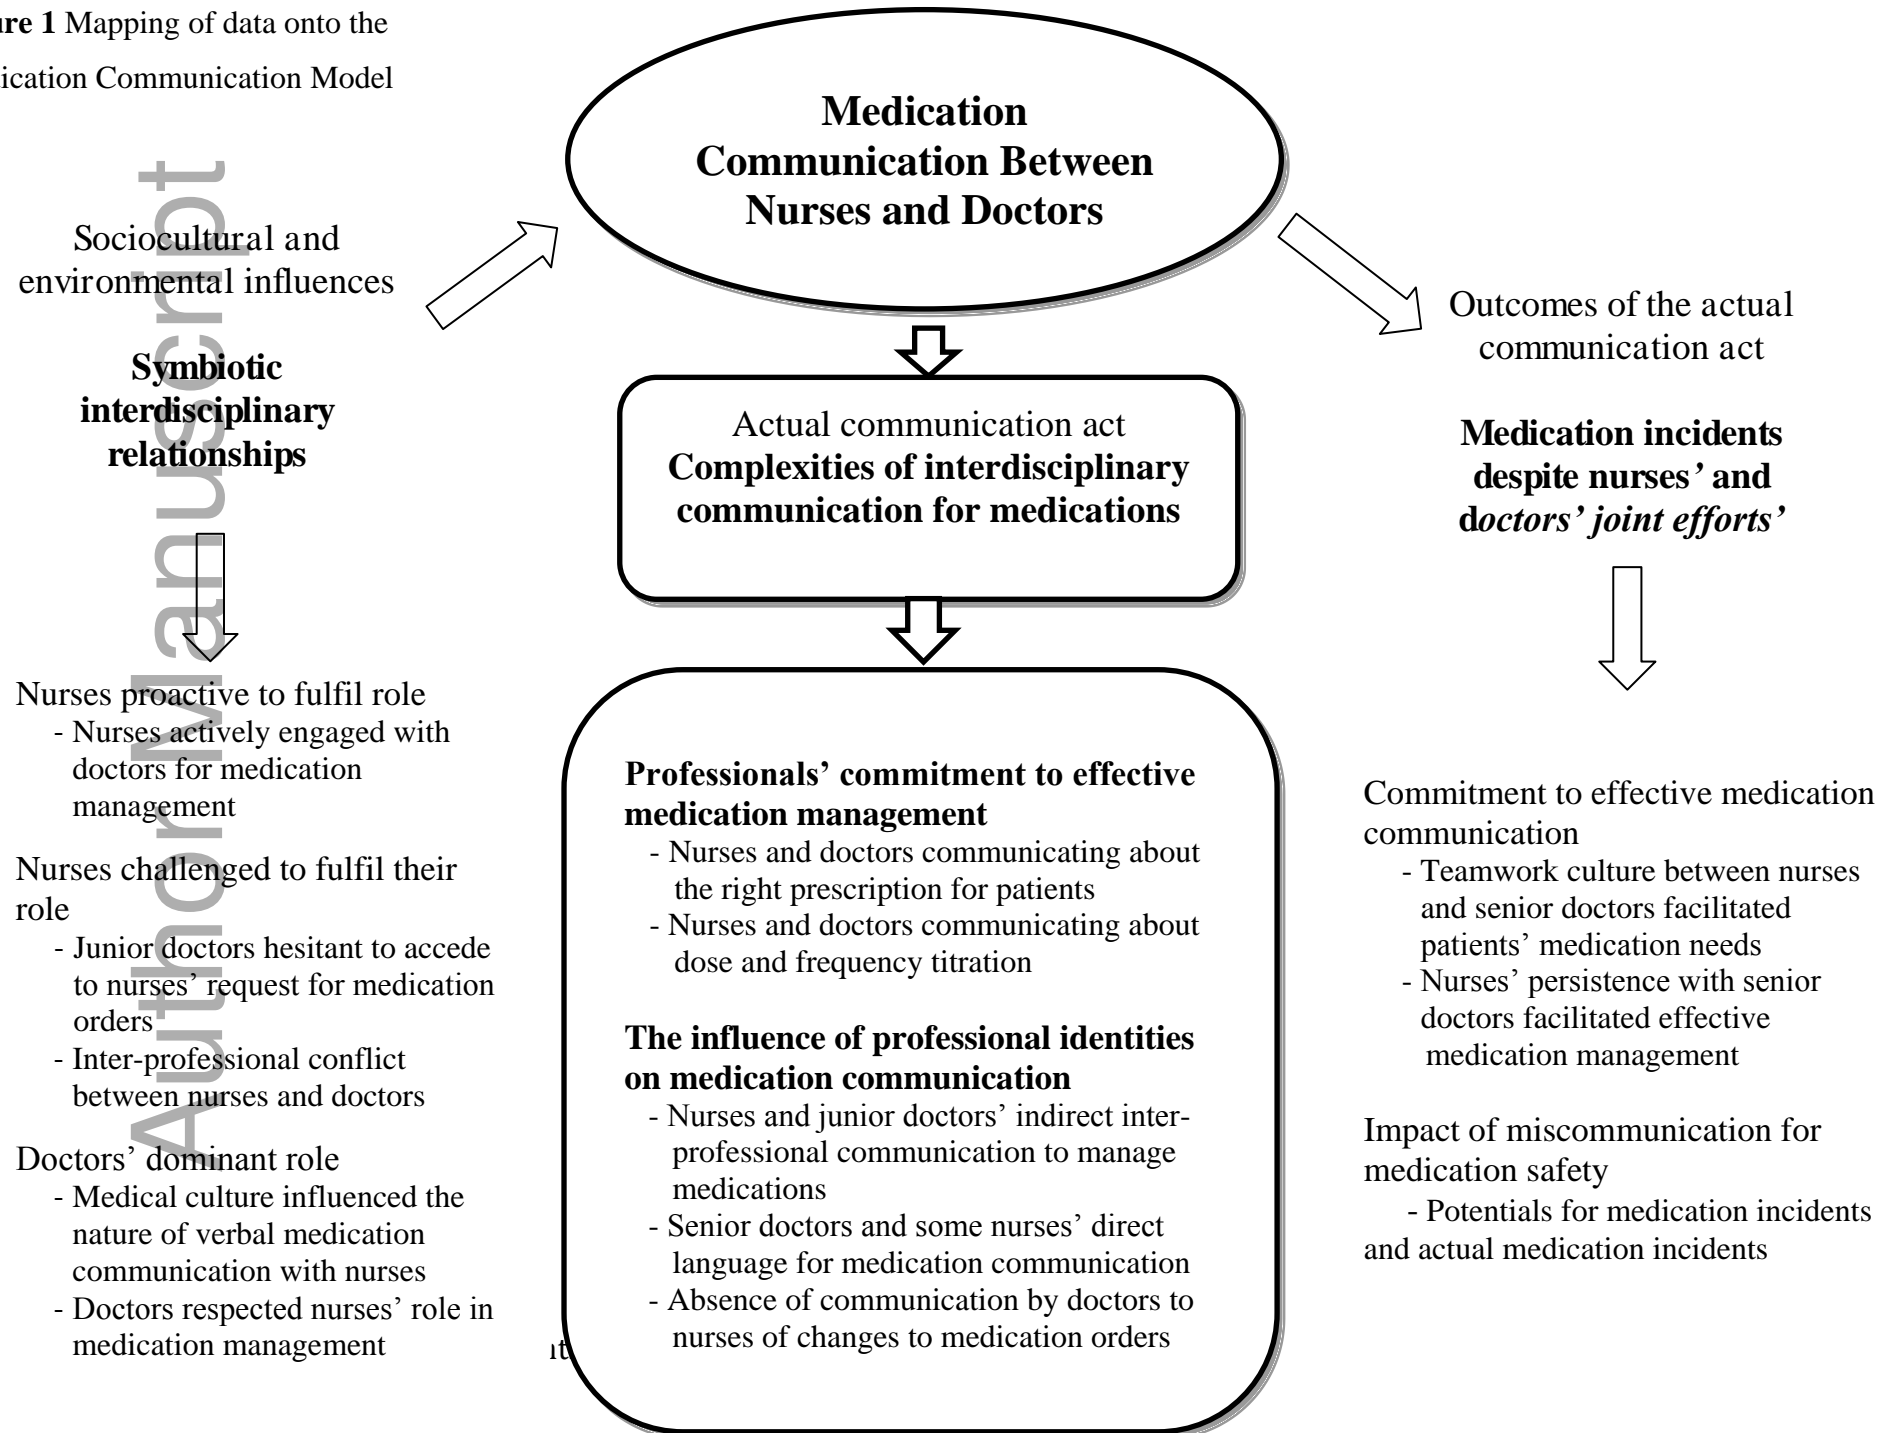 ure 1 Mapping of data onto the
lication Communication Model
Medication
Communication Between
Nurses and Doctors
Sociocultural and
environmental influences
Symbiotic
interdisciplinary
relationships
Nurses proactive to fulfil role
- Nurses actively engaged with
doctors for medication
management
Nurses challenged to fulfil their
role
- Junior doctors hesitant to accede
to nurses’ request for medication
orders
- Inter-professional conflict
between nurses and doctors
Doctors’ dominant role
- Medical culture influenced the
nature of verbal medication
communication with nurses
- Doctors respected nurses’ role in
medication management
Actual communication act
Complexities of interdisciplinary
communication for medications
Professionals’ commitment to effective
medication management
- Nurses and doctors communicating about
the right prescription for patients
- Nurses and doctors communicating about
dose and frequency titration
The influence of professional identities
on medication communication
- Nurses and junior doctors’ indirect inter-
professional communication to manage
medications
- Senior doctors and some nurses’ direct
language for medication communication
- Absence of communication by doctors to
nurses of changes to medication orders
Outcomes of the actual
communication act
Medication incidents
despite nurses’ and
doctors’ joint efforts’
Commitment to effective medication
communication
- Teamwork culture between nurses
and senior doctors facilitated
patients’ medication needs
- Nurses’ persistence with senior
doctors facilitated effective
medication management
Impact of miscommunication for
medication safety
- Potentials for medication incidents
and actual medication incidents
Author Manuscript